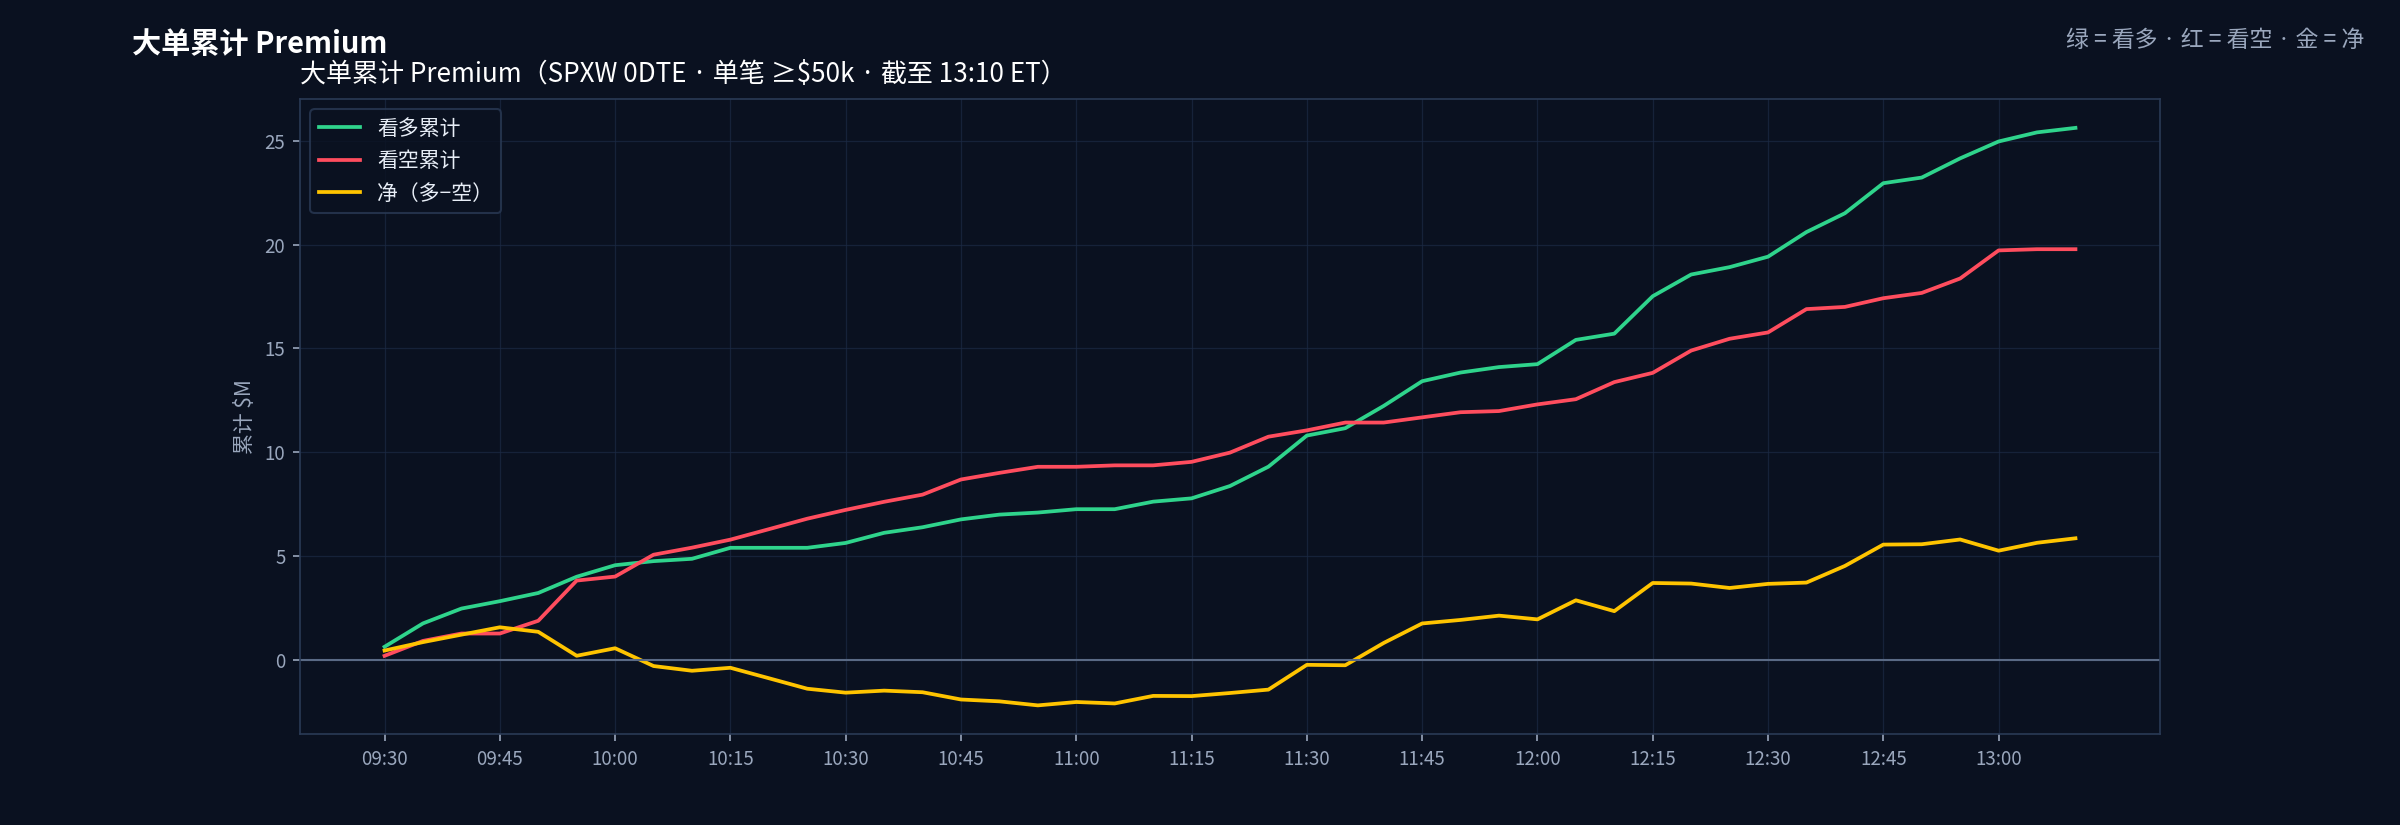 大单累计 Premium
绿 = 看多 · 红 = 看空 · 金 = 净
大单累计 Premium（SPXW 0DTE · 单笔 ≥$50k · 截至 13:10 ET）
看多累计
看空累计
净（多−空）
累计 $M
25
20
15
10
5
0
09:30 09:45 10:00 10:15 10:30 10:45 11:00 11:15 11:30 11:45 12:00 12:15 12:30 12:45 13:00